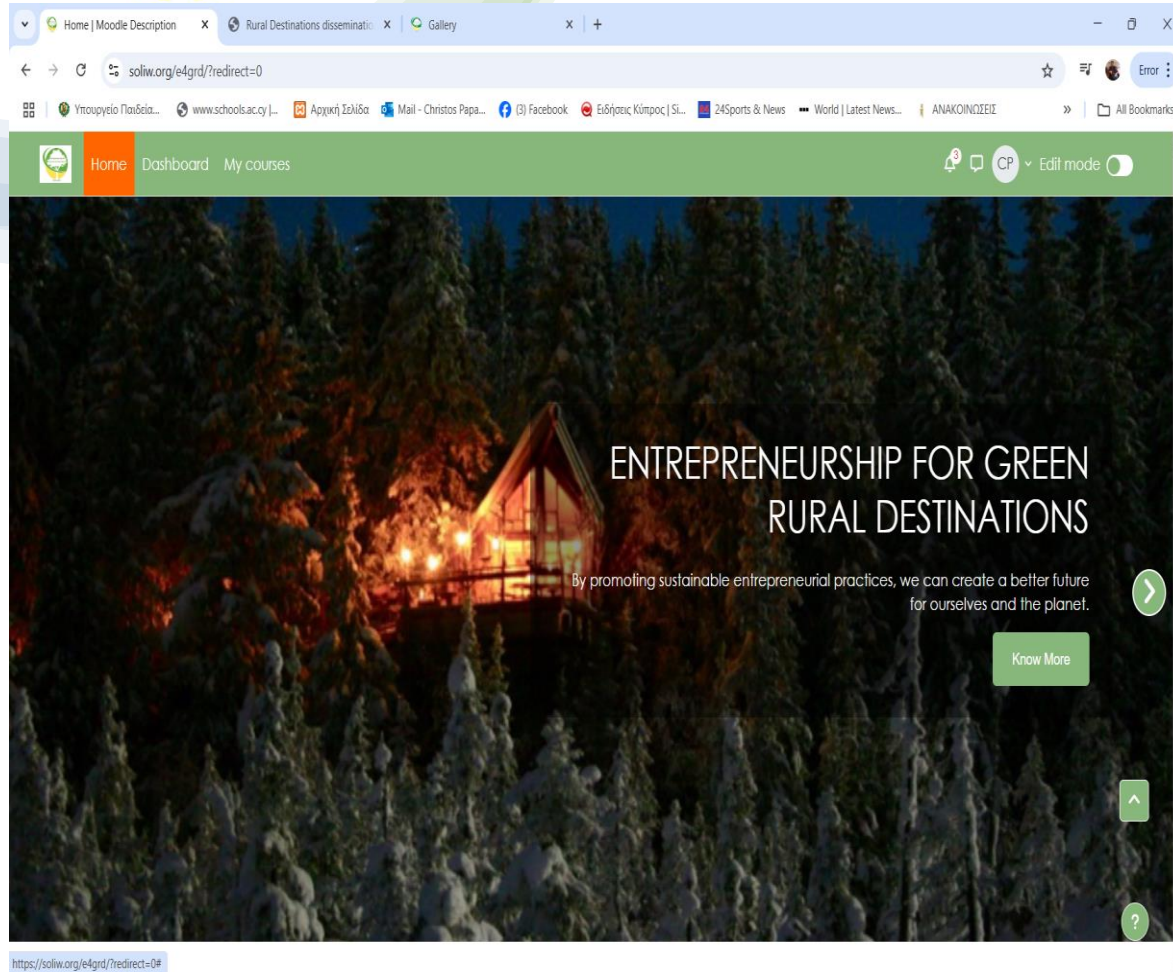 Home | Moodle Description
Rural Destinations disseminatio
Gallery
soliw.org/e4grd/?redirect=0
Error
Υπουργείο Παιδεία...
www.schools.ac.cy |...
Αρχική Σελίδα
Mail - Christos Papa...
(3) Facebook
Ειδήσεις Κύπρος | Si...
24Sports & News
World | Latest News...
ΑΝΑΚΟΙΝΩΣΕΙΣ
All Bookmarks
Home Dashboard My courses
3
CP
Edit mode
ENTREPRENEURSHIP FOR GREEN
RURAL DESTINATIONS
By promoting sustainable entrepreneurial practices, we can create a better future
for ourselves and the planet.
Know More
?
https://soliw.org/e4grd/?redirect=0#